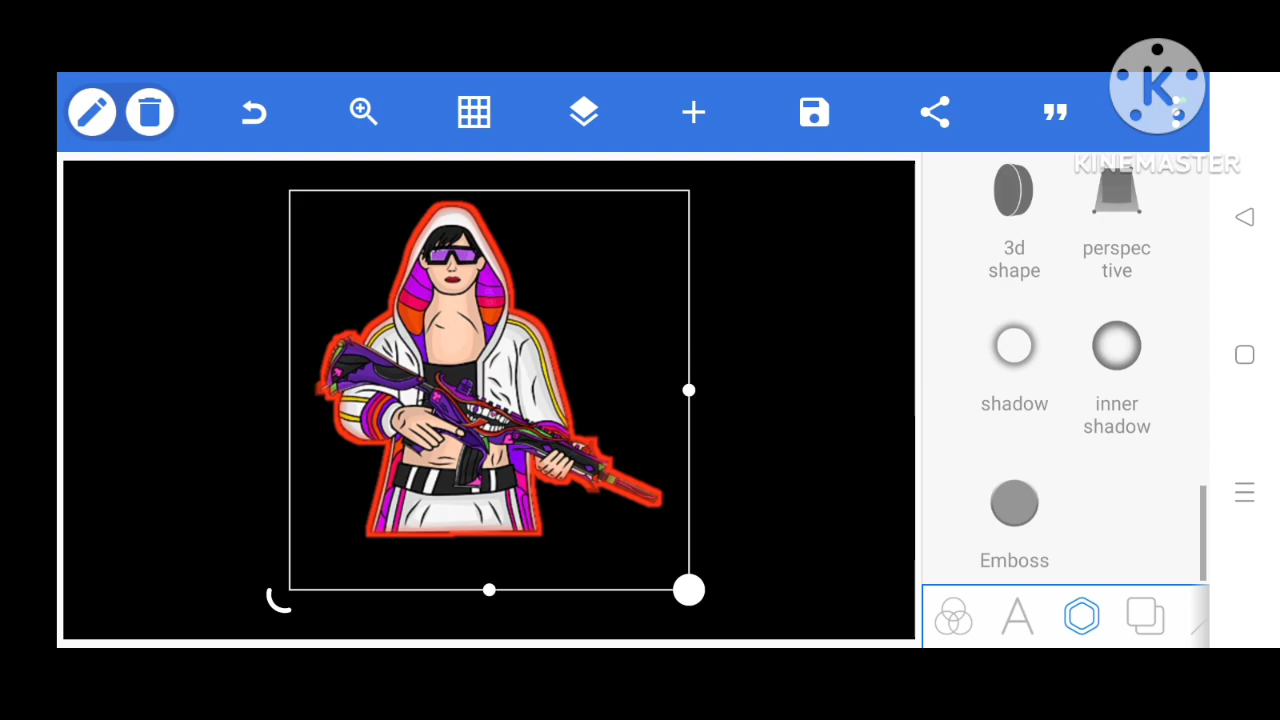 K
KINEMASTER
3d
shape
perspec
tive
shadow
inner
shadow
Emboss
A